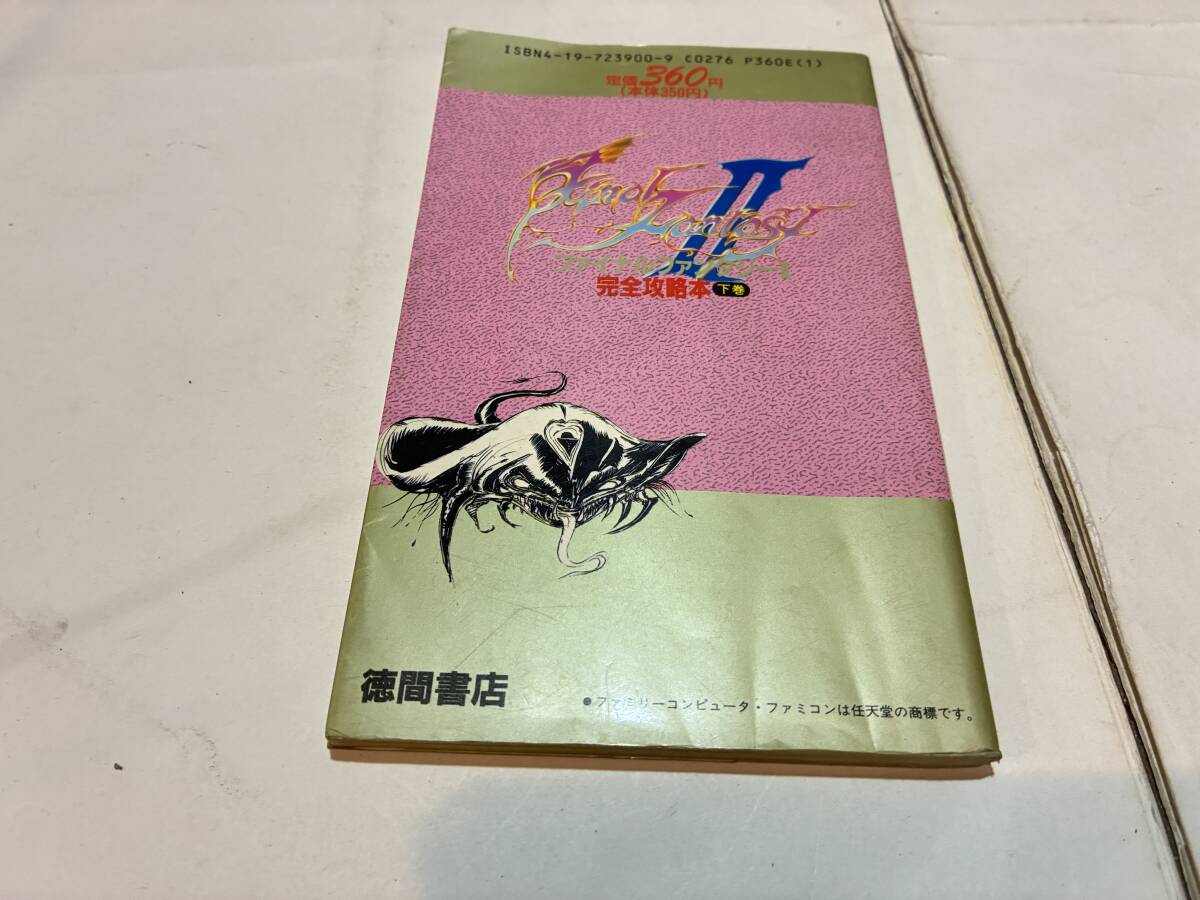 ISBN4-19-723900-9 C0276 P360E(1)
定価360円
(本体350円)
Final Fantasy II
ファイナルファンタジーII
完全攻略本 下巻
徳間書店
●ファミリーコンピュータ・ファミコンは任天堂の商標です。